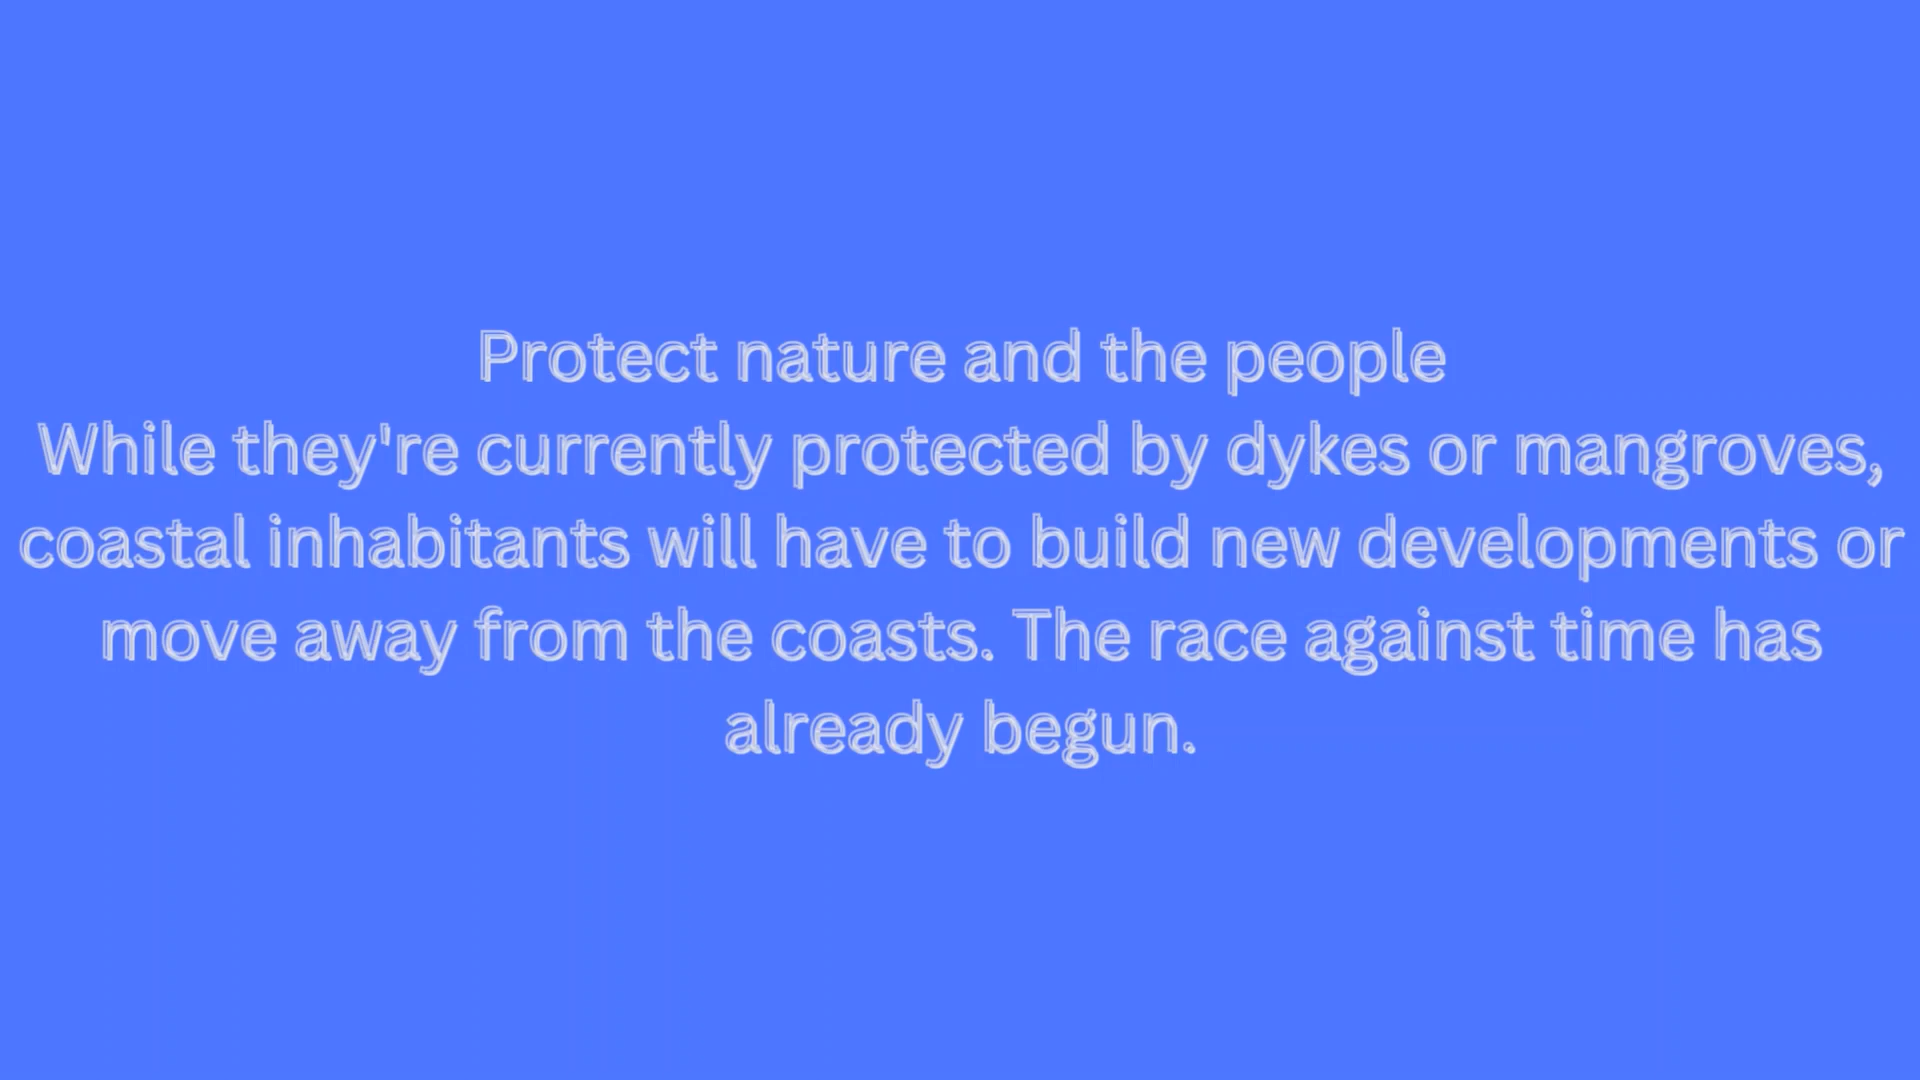 Protect nature and the people
While they're currently protected by dykes or mangroves,
coastal inhabitants will have to build new developments or
move away from the coasts. The race against time has
already begun.